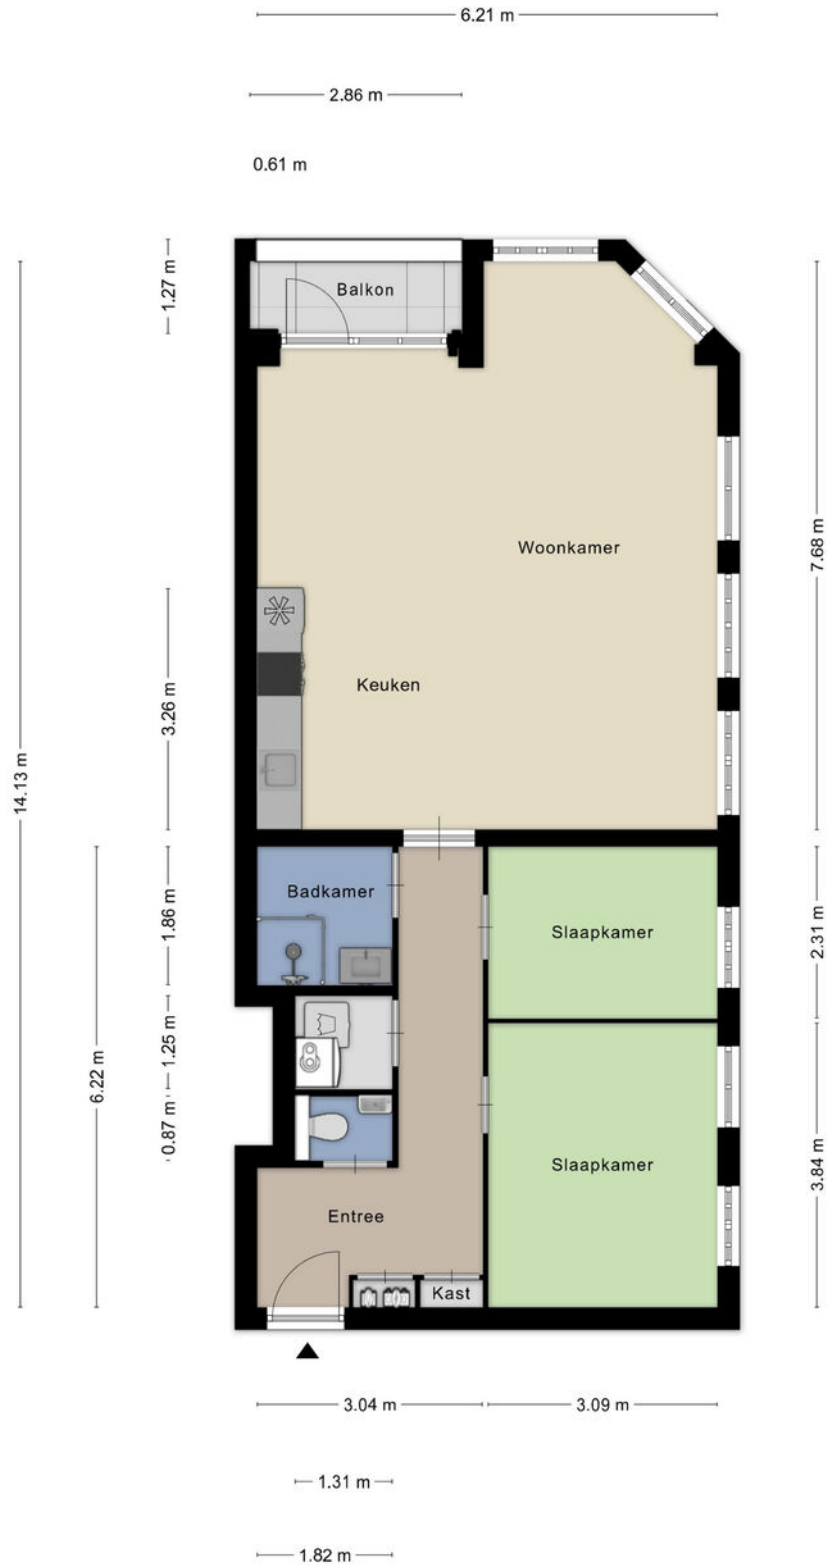 6.21 m
2.86 m
0.61 m
1.27 m
Balkon
Woonkamer
7.68 m
Keuken
3.26 m
14.13 m
Badkamer
1.86 m
Slaapkamer
2.31 m
1.25 m
6.22 m
0.87 m
Slaapkamer
3.84 m
Entree
Kast
3.04 m
3.09 m
1.31 m
1.82 m